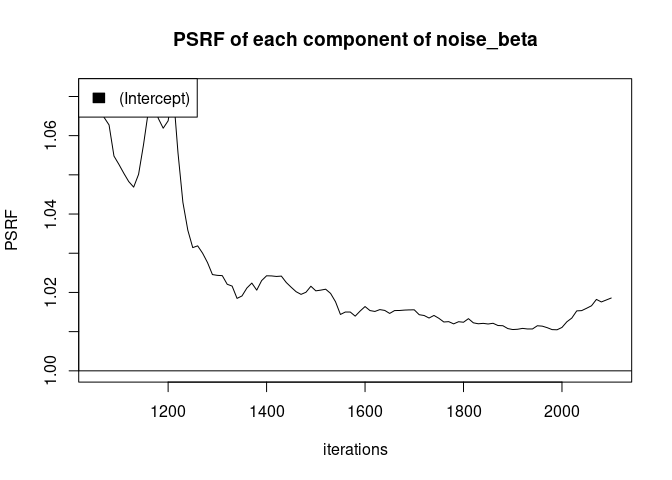 PSRF of each component of noise_beta
(Intercept)
PSRF
1.06
1.04
1.02
1.00
1200 1400 1600 1800 2000
iterations